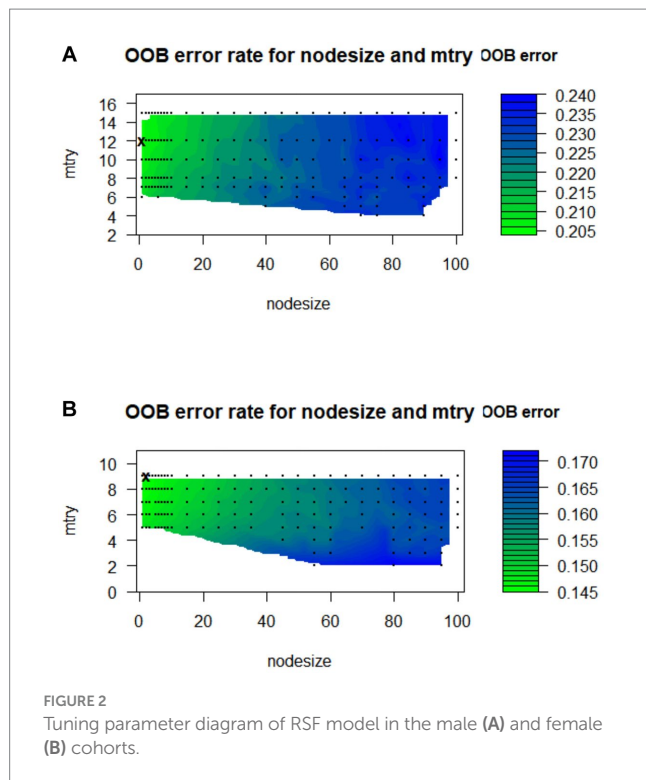 A
OOB error rate for nodesize and mtry OOB error
16
14
12
10
8
6
4
2
mtry
x
0 20 40 60 80 100
nodesize
0.240
0.235
0.230
0.225
0.220
0.215
0.210
0.205
B
OOB error rate for nodesize and mtry OOB error
10
8
6
4
2
0
mtry
x
0 20 40 60 80 100
nodesize
0.170
0.165
0.160
0.155
0.150
0.145
FIGURE 2
Tuning parameter diagram of RSF model in the male (A) and female
(B) cohorts.